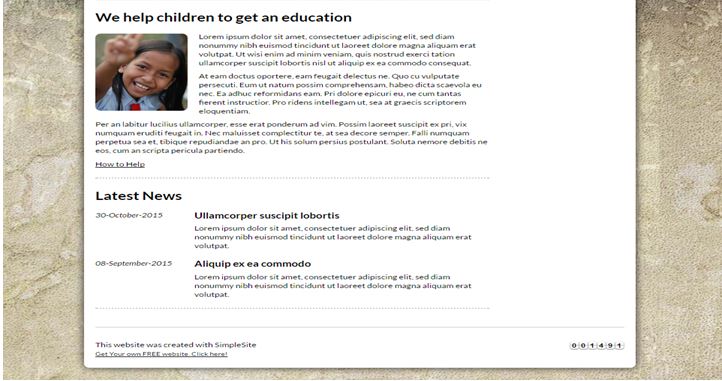 We help children to get an education
Lorem ipsum dolor sit amet, consectetuer adipiscing elit, sed diam
nonummy nibh euismod tincidunt ut laoreet dolore magna aliquam erat
volutpat. Ut wisi enim ad minim veniam, quis nostrud exerci tation
ullamcorper suscipit lobortis nisl ut aliquip ex ea commodo consequat.
At eam doctus oportere, eam feugait delectus ne. Quo cu vulputate
persecuti. Eum ut natum possim comprehensam, habeo dicta scaevola eu
nec. Ea adhuc reformidans eam. Pri dolore epicuri eu, ne cum tantas
fierent instructior. Pro ridens intellegam ut, sea at graecis scriptorem
eloquentiam.
Per an labitur lucilius ullamcorper, esse erat ponderum ad vim. Possim laoreet suscipit ex pri, vix
numquam eruditi feugait in. Nec maluisset complectitur te, at sea decore semper. Falli numquam
perpetua sea et, tibique repudiandae an pro. Ut his solum persius postulant. Soluta nemore debitis ne
eos, cum an scripta pericula partiendo.
How to Help
Latest News
30-October-2015
Ullamcorper suscipit lobortis
Lorem ipsum dolor sit amet, consectetuer adipiscing elit, sed diam
nonummy nibh euismod tincidunt ut laoreet dolore magna aliquam erat
volutpat.
08-September-2015
Aliquip ex ea commodo
Lorem ipsum dolor sit amet, consectetuer adipiscing elit, sed diam
nonummy nibh euismod tincidunt ut laoreet dolore magna aliquam erat
volutpat.
This website was created with SimpleSite
Get Your own FREE website. Click here!
001491